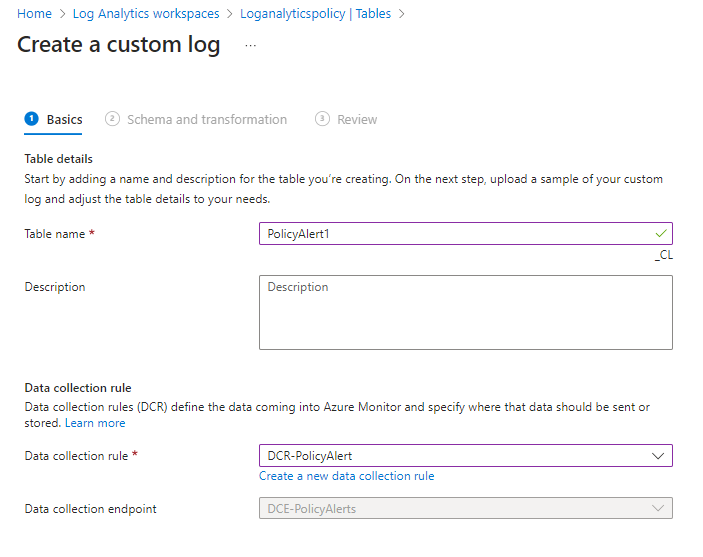 Home > Log Analytics workspaces > Loganalyticspolicy | Tables >
Create a custom log ...
1 Basics 2 Schema and transformation 3 Review
Table details
Start by adding a name and description for the table you're creating. On the next step, upload a sample of your custom
log and adjust the table details to your needs.
Table name * PolicyAlert1
_CL
Description Description
Data collection rule
Data collection rules (DCR) define the data coming into Azure Monitor and specify where that data should be sent or
stored. Learn more
Data collection rule * DCR-PolicyAlert
Create a new data collection rule
Data collection endpoint DCE-PolicyAlerts